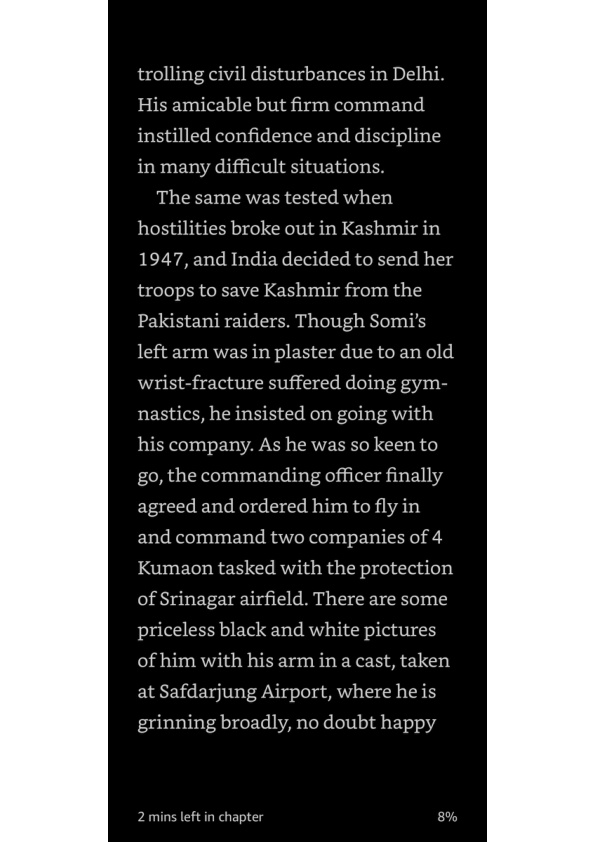 trolling civil disturbances in Delhi.
His amicable but firm command
instilled confidence and discipline
in many difficult situations.
The same was tested when
hostilities broke out in Kashmir in
1947, and India decided to send her
troops to save Kashmir from the
Pakistani raiders. Though Somi’s
left arm was in plaster due to an old
wrist-fracture suffered doing gym-
nastics, he insisted on going with
his company. As he was so keen to
go, the commanding officer finally
agreed and ordered him to fly in
and command two companies of 4
Kumaon tasked with the protection
of Srinagar airfield. There are some
priceless black and white pictures
of him with his arm in a cast, taken
at Safdarjung Airport, where he is
grinning broadly, no doubt happy
2 mins left in chapter 8%